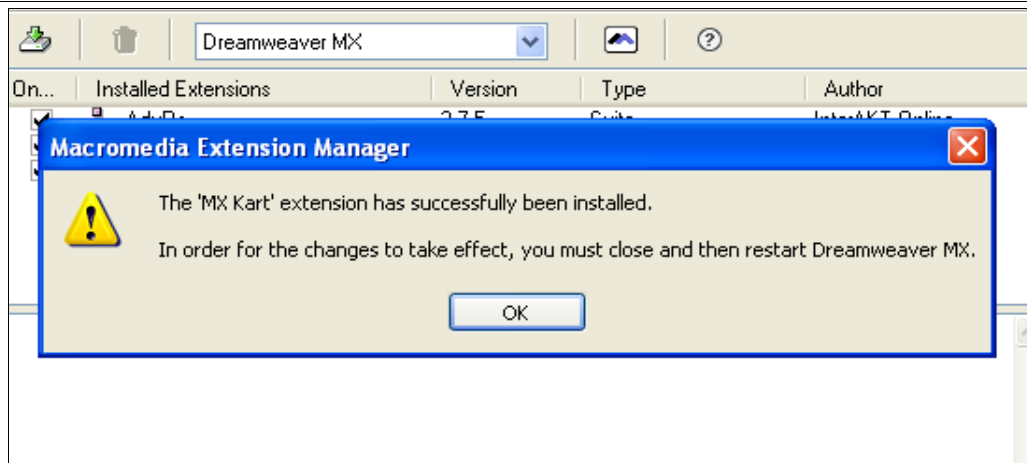 Dreamweaver MX
On... Installed Extensions Version Type Author
Macromedia Extension Manager
The 'MX Kart' extension has successfully been installed.
In order for the changes to take effect, you must close and then restart Dreamweaver MX.
OK